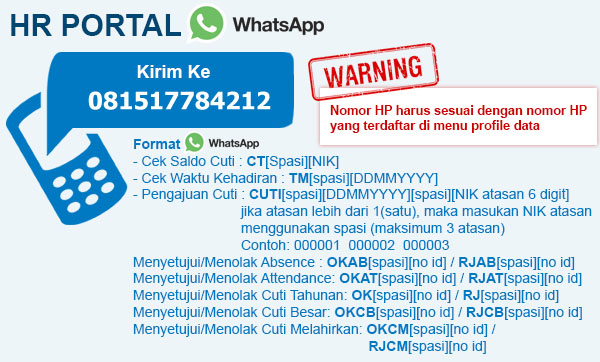 HR PORTAL WhatsApp
Kirim Ke
081517784212
WARNING
Nomor HP harus sesuai dengan nomor HP
yang terdaftar di menu profile data
Format WhatsApp
- Cek Saldo Cuti : CT[Spasi][NIK]
- Cek Waktu Kehadiran : TM[spasi][DDMMYYYY]
- Pengajuan Cuti : CUTI[spasi][DDMMYYYY][spasi][NIK atasan 6 digit]
jika atasan lebih dari 1(satu), maka masukan NIK atasan
menggunakan spasi (maksimum 3 atasan)
Contoh: 000001 000002 000003
Menyetujui/Menolak Absence : OKAB[spasi][no id] / RJAB[spasi][no id]
Menyetujui/Menolak Attendance: OKAT[spasi][no id] / RJAT[spasi][no id]
Menyetujui/Menolak Cuti Tahunan: OK[spasi][no id] / RJ[spasi][no id]
Menyetujui/Menolak Cuti Besar: OKCB[spasi][no id] / RJCB[spasi][no id]
Menyetujui/Menolak Cuti Melahirkan: OKCM[spasi][no id] /
RJCM[spasi][no id]